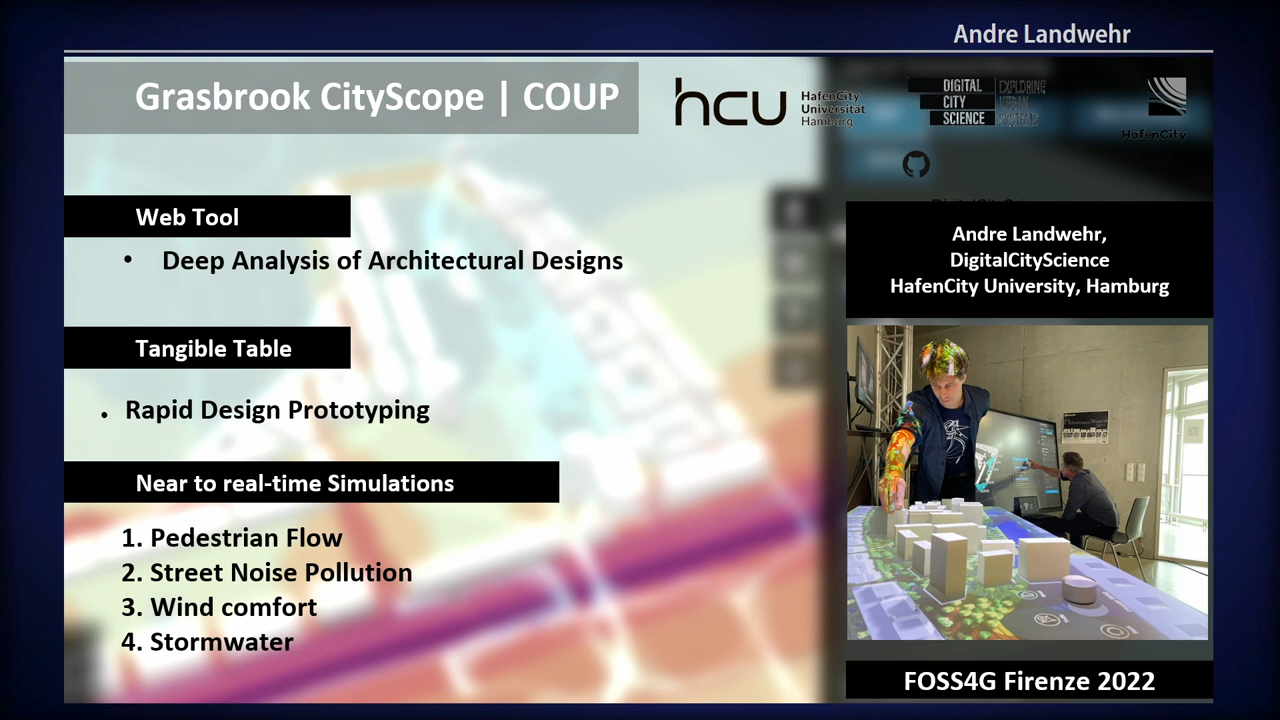 Andre Landwehr
Grasbrook CityScope | COUP
hcu
HafenCity
Universität
Hamburg
DIGITAL
CITY
SCIENCE
EXPLORING
URBAN
SYSTEMS
HafenCity
Web Tool
• Deep Analysis of Architectural Designs
Tangible Table
• Rapid Design Prototyping
Near to real-time Simulations
1. Pedestrian Flow
2. Street Noise Pollution
3. Wind comfort
4. Stormwater
Andre Landwehr,
DigitalCityScience
HafenCity University, Hamburg
FOSS4G Firenze 2022